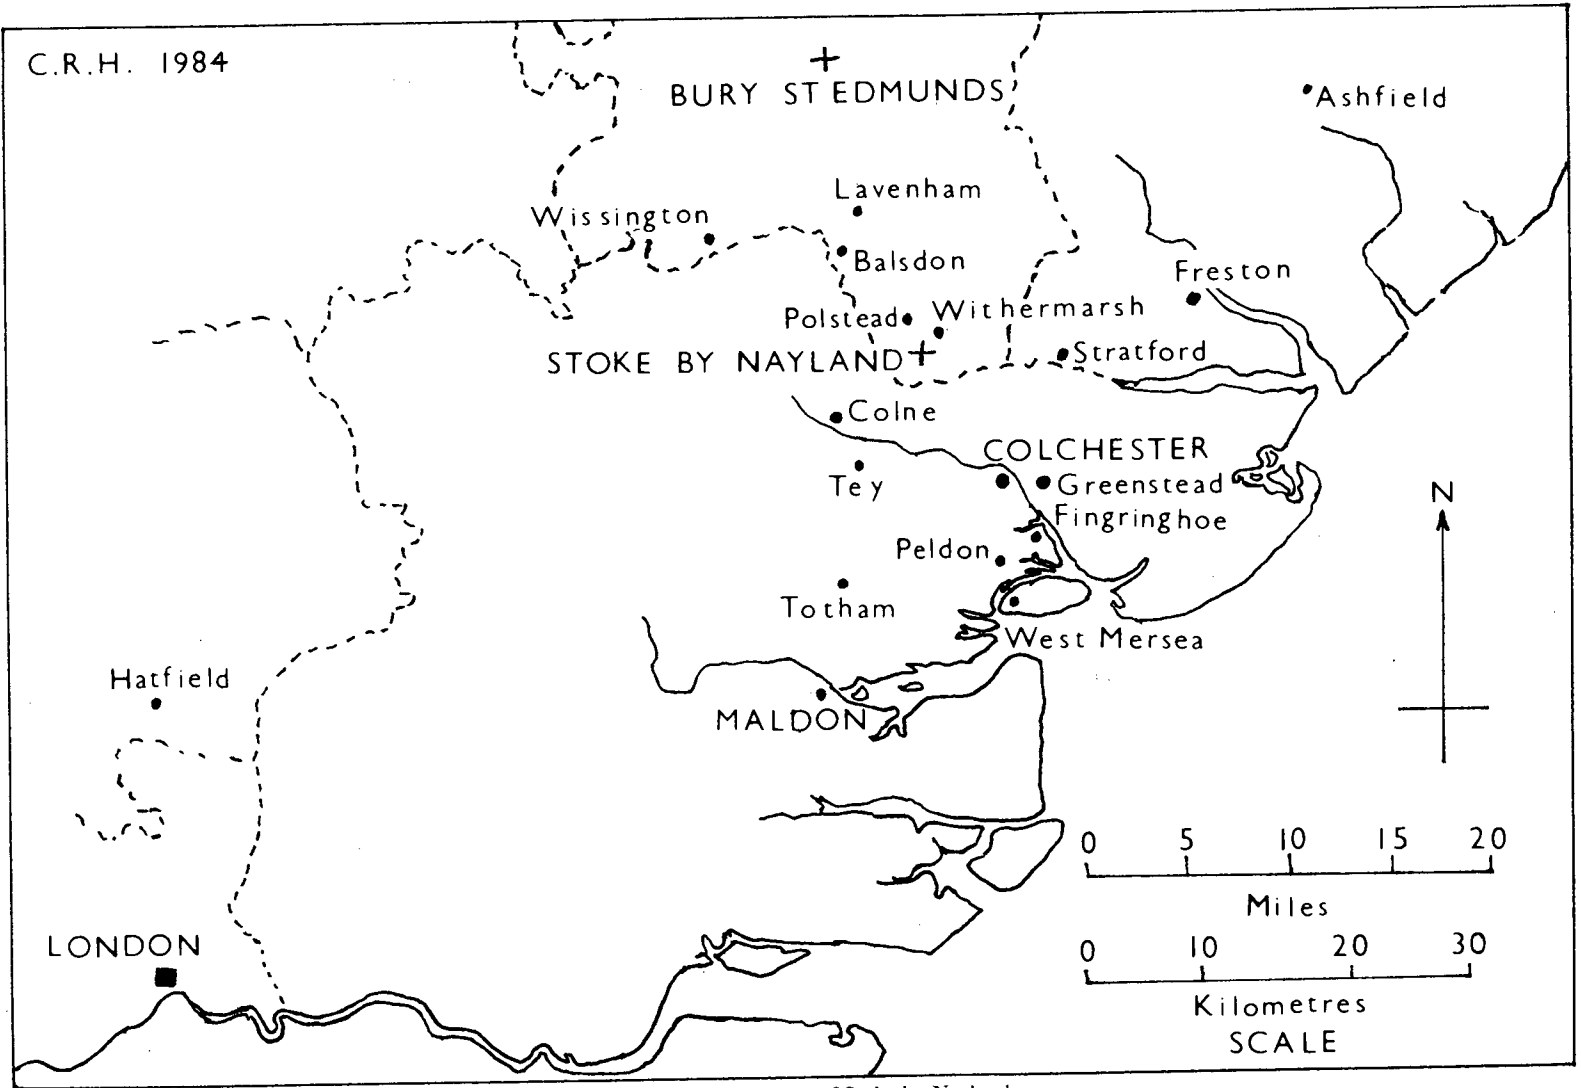 C.R.H. 1984
BURY ST EDMUNDS
Ashfield
Lavenham
Wissington
Balsdon
Freston
Polstead
Withermarsh
STOKE BY NAYLAND
Stratford
Colne
COLCHESTER
Tey
Greenstead
Fingringhoe
N
Peldon
Totham
West Mersea
Hatfield
MALDON
0 5 10 15 20
Miles
LONDON
0 10 20 30
Kilometres
SCALE